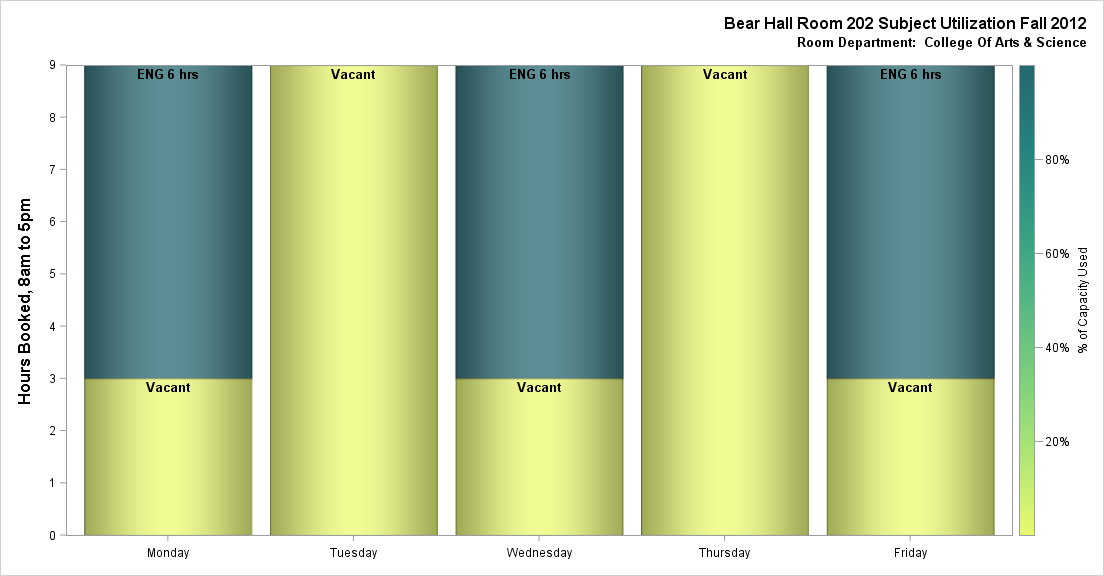 Bear Hall Room 202 Subject Utilization Fall 2012
Room Department:  College Of Arts & Science
Hours Booked, 8am to 5pm
9
8
7
6
5
4
3
2
1
0
ENG 6 hrs
Vacant
ENG 6 hrs
Vacant
ENG 6 hrs
Vacant
Vacant
Vacant
Monday
Tuesday
Wednesday
Thursday
Friday
80%
60%
40%
20%
% of Capacity Used